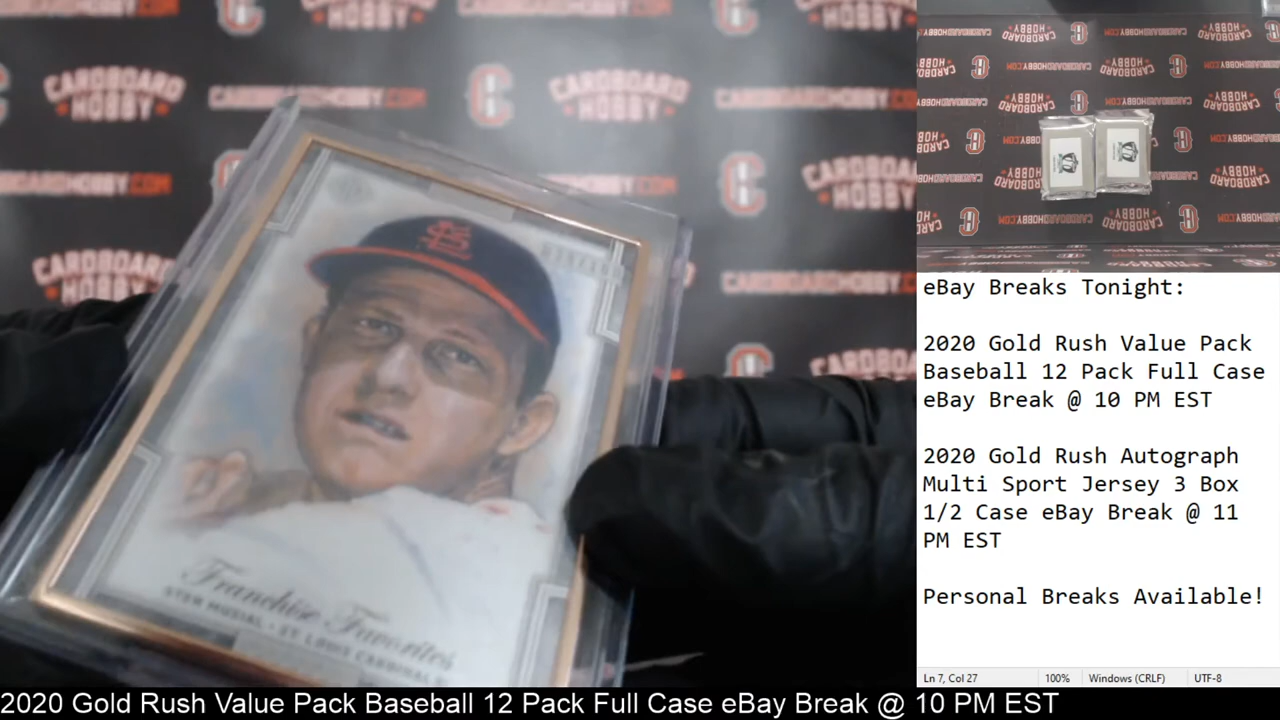 CARDBOARD HOBBY
CARDBOARDHOBBY.COM
Franchise Favorites
STAN MUSIAL • ST. LOUIS CARDINALS
eBay Breaks Tonight:
2020 Gold Rush Value Pack
Baseball 12 Pack Full Case
eBay Break @ 10 PM EST
2020 Gold Rush Autograph
Multi Sport Jersey 3 Box
1/2 Case eBay Break @ 11
PM EST
Personal Breaks Available!
Ln 7, Col 27 100% Windows (CRLF) UTF-8
2020 Gold Rush Value Pack Baseball 12 Pack Full Case eBay Break @ 10 PM EST